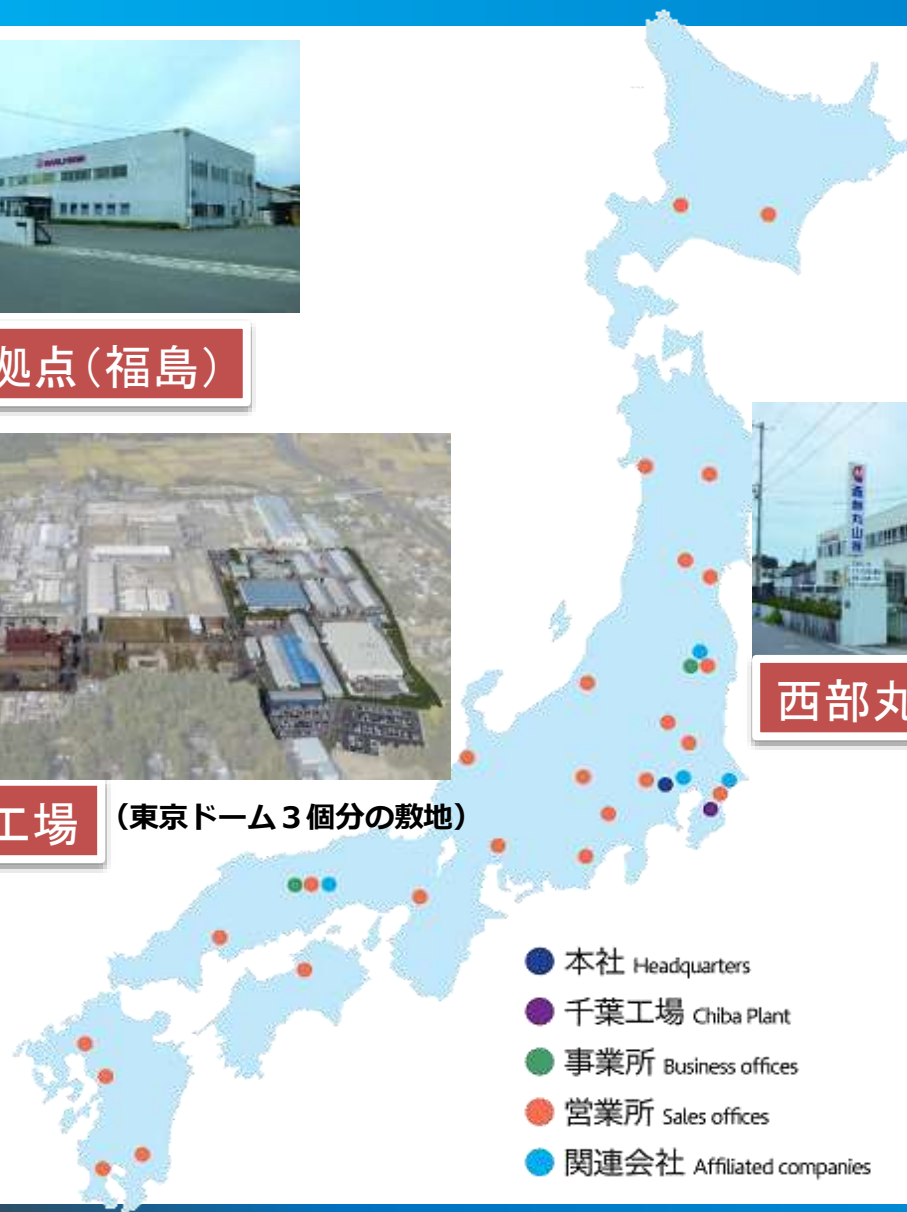 拠点（福島）
西部丸
工場
（東京ドーム３個分の敷地）
本社 Headquarters
千葉工場 Chiba Plant
事業所 Business offices
営業所 Sales offices
関連会社 Affiliated companies